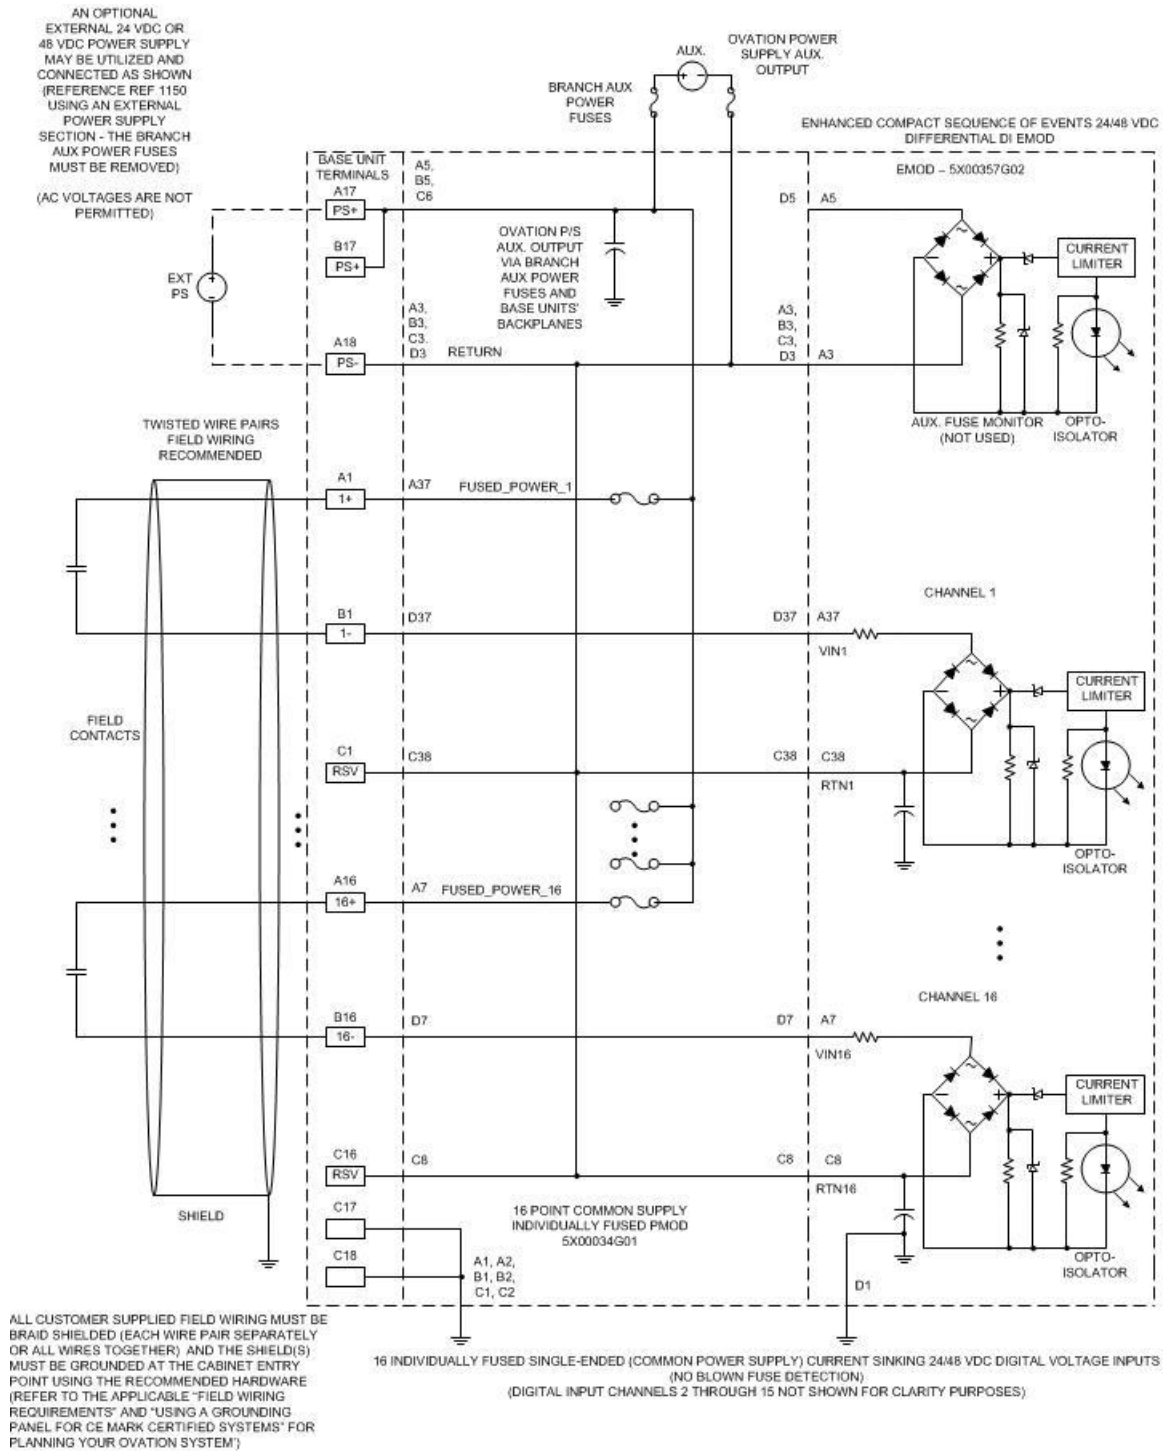 AN OPTIONAL
EXTERNAL 24 VDC OR
48 VDC POWER SUPPLY
MAY BE UTILIZED AND
CONNECTED AS SHOWN
(REFERENCE REF 1150
USING AN EXTERNAL
POWER SUPPLY
SECTION - THE BRANCH
AUX POWER FUSES
MUST BE REMOVED)
(AC VOLTAGES ARE NOT
PERMITTED)
AUX.
OVATION POWER
SUPPLY AUX.
OUTPUT
BRANCH AUX
POWER
FUSES
ENHANCED COMPACT SEQUENCE OF EVENTS 24/48 VDC
DIFFERENTIAL DI EMOD
EMOD – 5X00357G02
BASE UNIT
TERMINALS
A17
PS+
A5,
B5,
C6
D5
A5
B17
PS+
OVATION P/S
AUX. OUTPUT
VIA BRANCH
AUX POWER
FUSES AND
BASE UNITS'
BACKPLANES
EXT
PS
CURRENT
LIMITER
A3,
B3,
C3.
D3
A18
PS-
RETURN
A3,
B3,
C3,
D3
A3
AUX. FUSE MONITOR
(NOT USED)
OPTO-
ISOLATOR
TWISTED WIRE PAIRS
FIELD WIRING
RECOMMENDED
A1
1+
A37
FUSED_POWER_1
CHANNEL 1
B1
1-
D37
D37
A37
VIN1
CURRENT
LIMITER
FIELD
CONTACTS
C1
RSV
C38
C38
C38
RTN1
OPTO-
ISOLATOR
A16
16+
A7
FUSED_POWER_16
CHANNEL 16
B16
16-
D7
D7
A7
VIN16
CURRENT
LIMITER
C16
RSV
C8
C8
C8
RTN16
OPTO-
ISOLATOR
SHIELD
C17
C18
16 POINT COMMON SUPPLY
INDIVIDUALLY FUSED PMOD
5X00034G01
A1, A2,
B1, B2,
C1, C2
D1
ALL CUSTOMER SUPPLIED FIELD WIRING MUST BE
BRAID SHIELDED (EACH WIRE PAIR SEPARATELY
OR ALL WIRES TOGETHER) AND THE SHIELD(S)
MUST BE GROUNDED AT THE CABINET ENTRY
POINT USING THE RECOMMENDED HARDWARE
(REFER TO THE APPLICABLE “FIELD WIRING
REQUIREMENTS” AND “USING A GROUNDING
PANEL FOR CE MARK CERTIFIED SYSTEMS” FOR
PLANNING YOUR OVATION SYSTEM”)
16 INDIVIDUALLY FUSED SINGLE-ENDED (COMMON POWER SUPPLY) CURRENT SINKING 24/48 VDC DIGITAL VOLTAGE INPUTS
(NO BLOWN FUSE DETECTION)
(DIGITAL INPUT CHANNELS 2 THROUGH 15 NOT SHOWN FOR CLARITY PURPOSES)